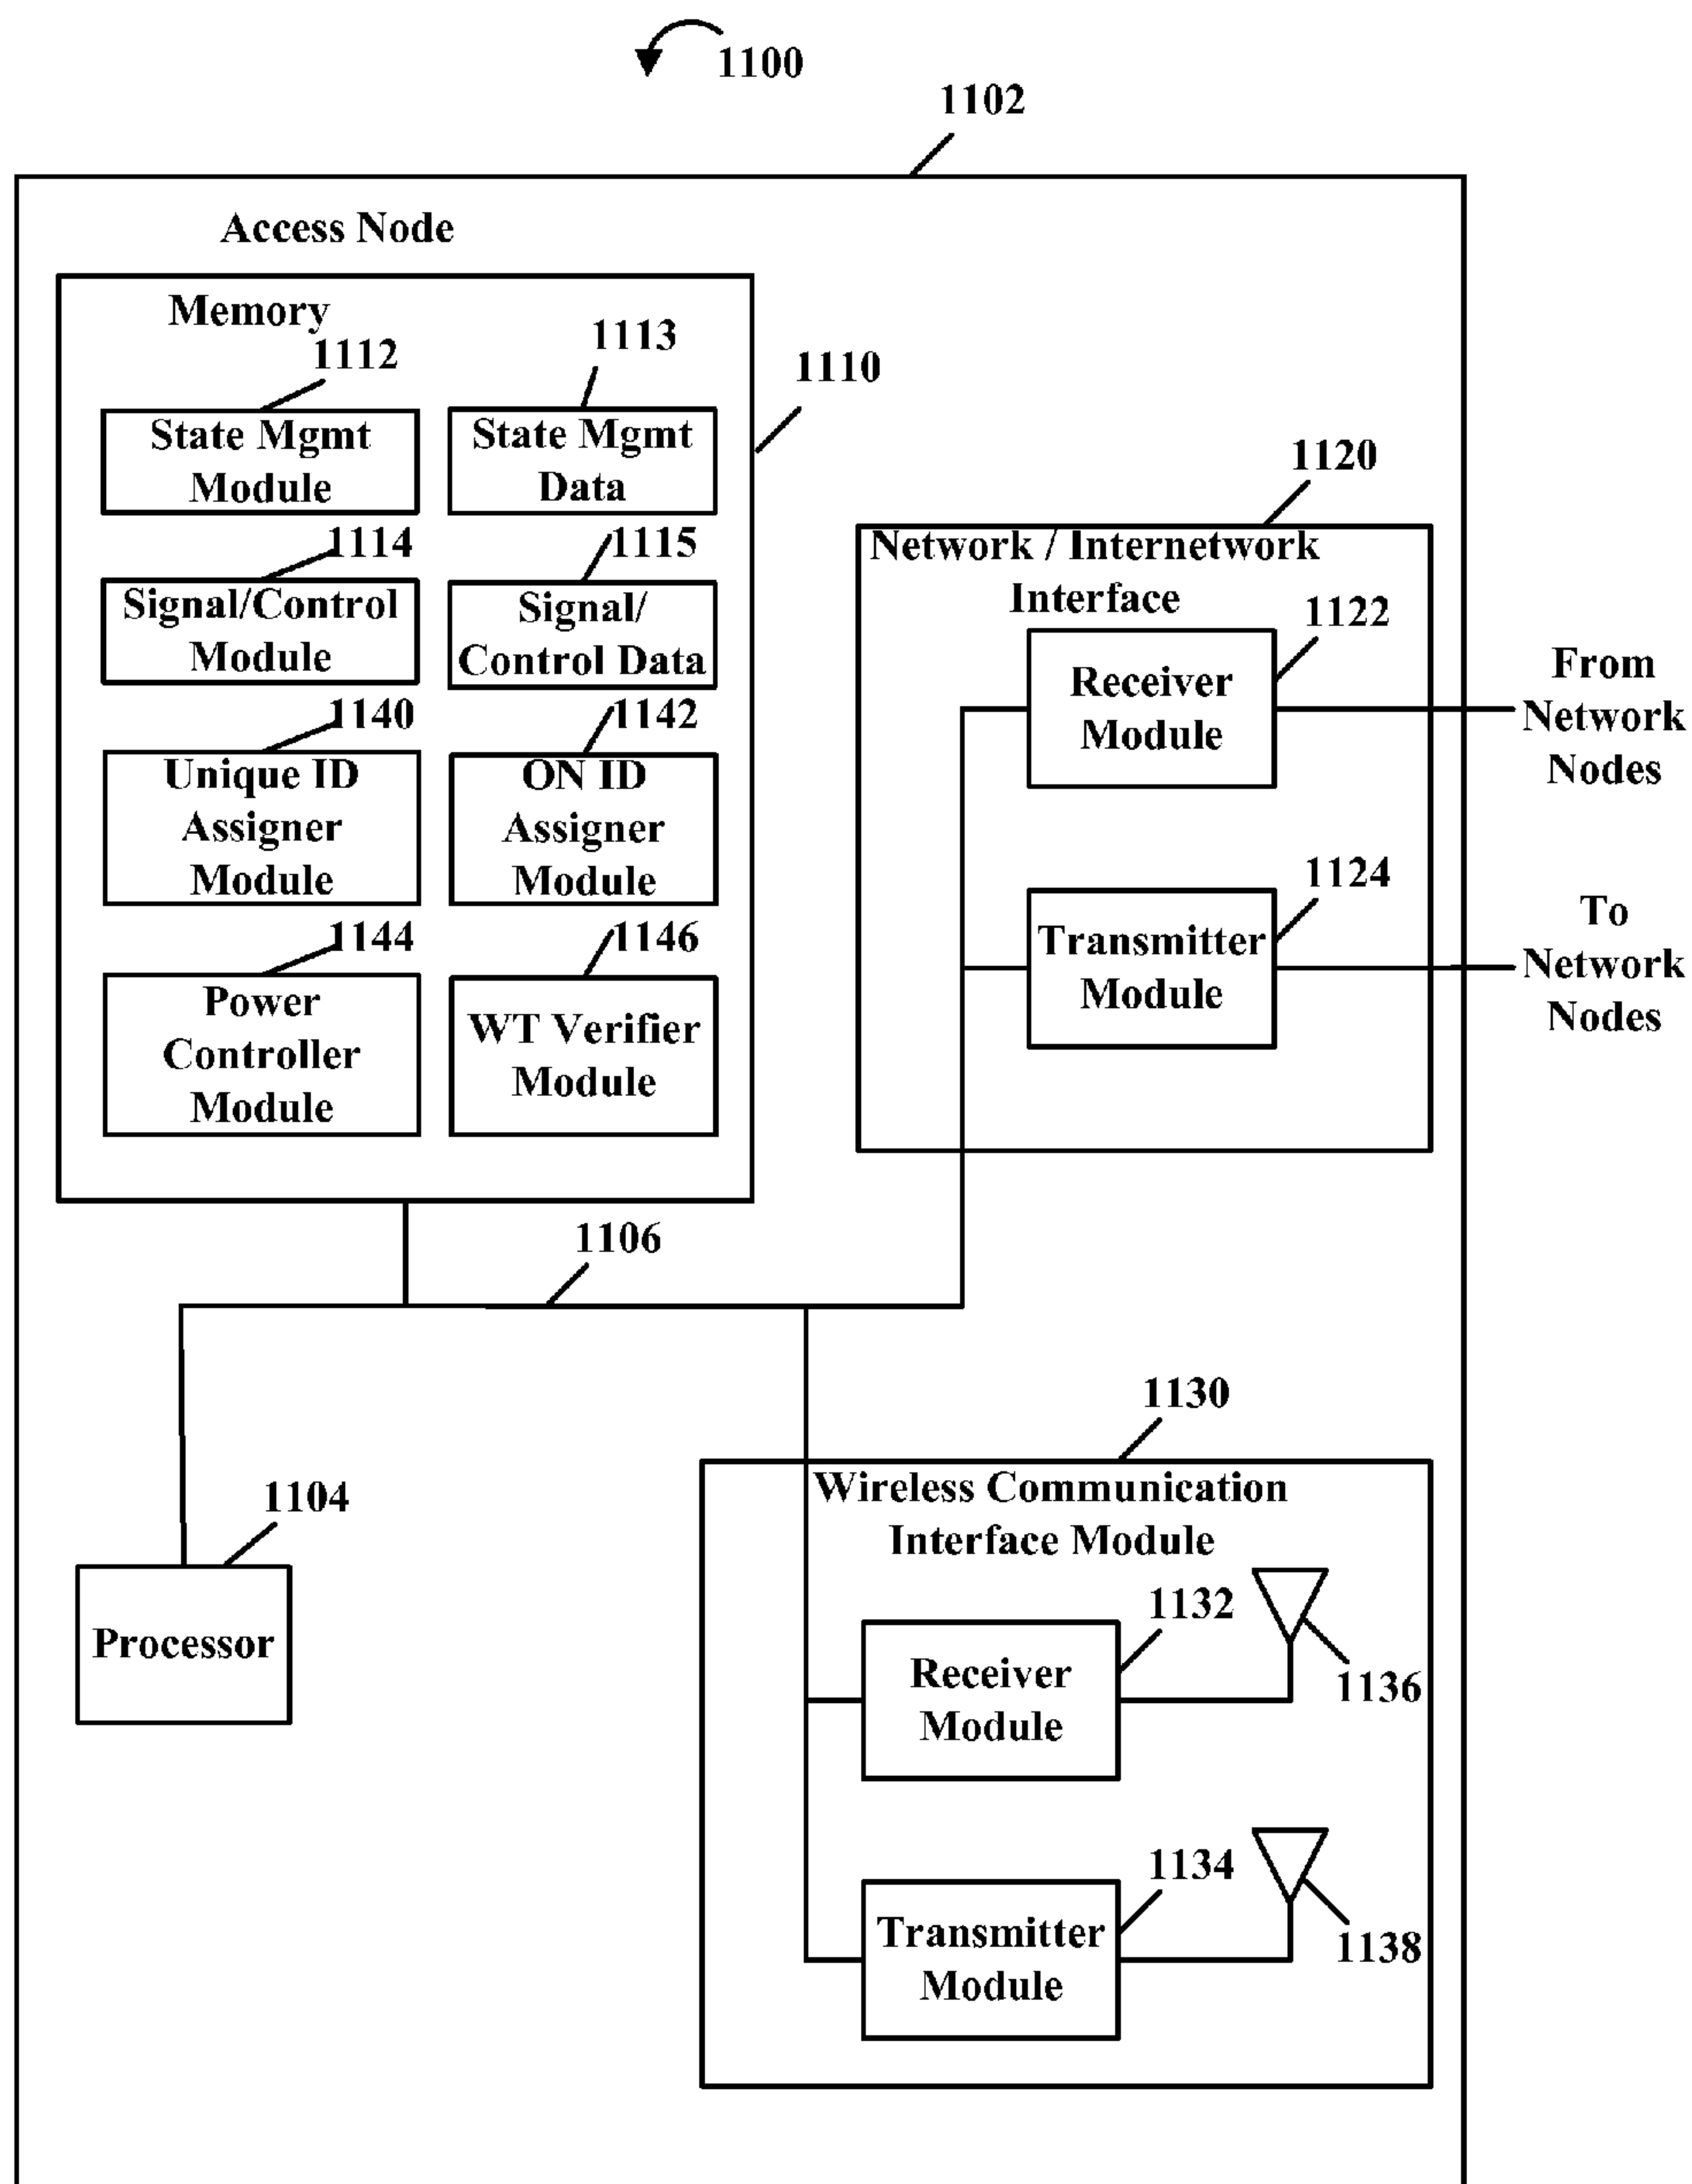 1100
1102
Access Node
Memory
1112
1113
1110
State Mgmt
Module
State Mgmt
Data
1114
1115
Signal/Control
Module
Signal/
Control Data
1140
1142
Unique ID
Assigner
Module
ON ID
Assigner
Module
1144
1146
Power
Controller
Module
WT Verifier
Module
1120
Network / Internetwork
Interface
1122
Receiver
Module
From
Network
Nodes
1124
Transmitter
Module
To
Network
Nodes
1106
1104
Processor
1130
Wireless Communication
Interface Module
1132
Receiver
Module
1136
1134
Transmitter
Module
1138